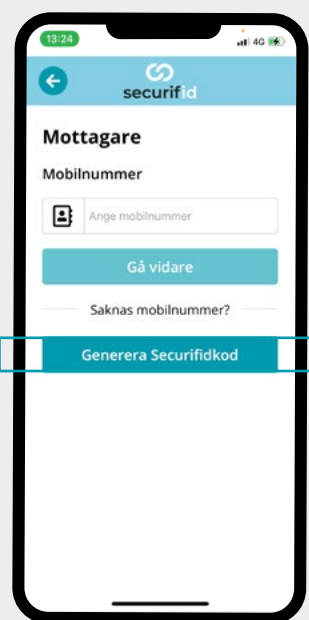 13:24
4G
securifid
Mottagare
Mobilnummer
Ange mobilnummer
Gå vidare
Saknas mobilnummer?
Generera Securifidkod